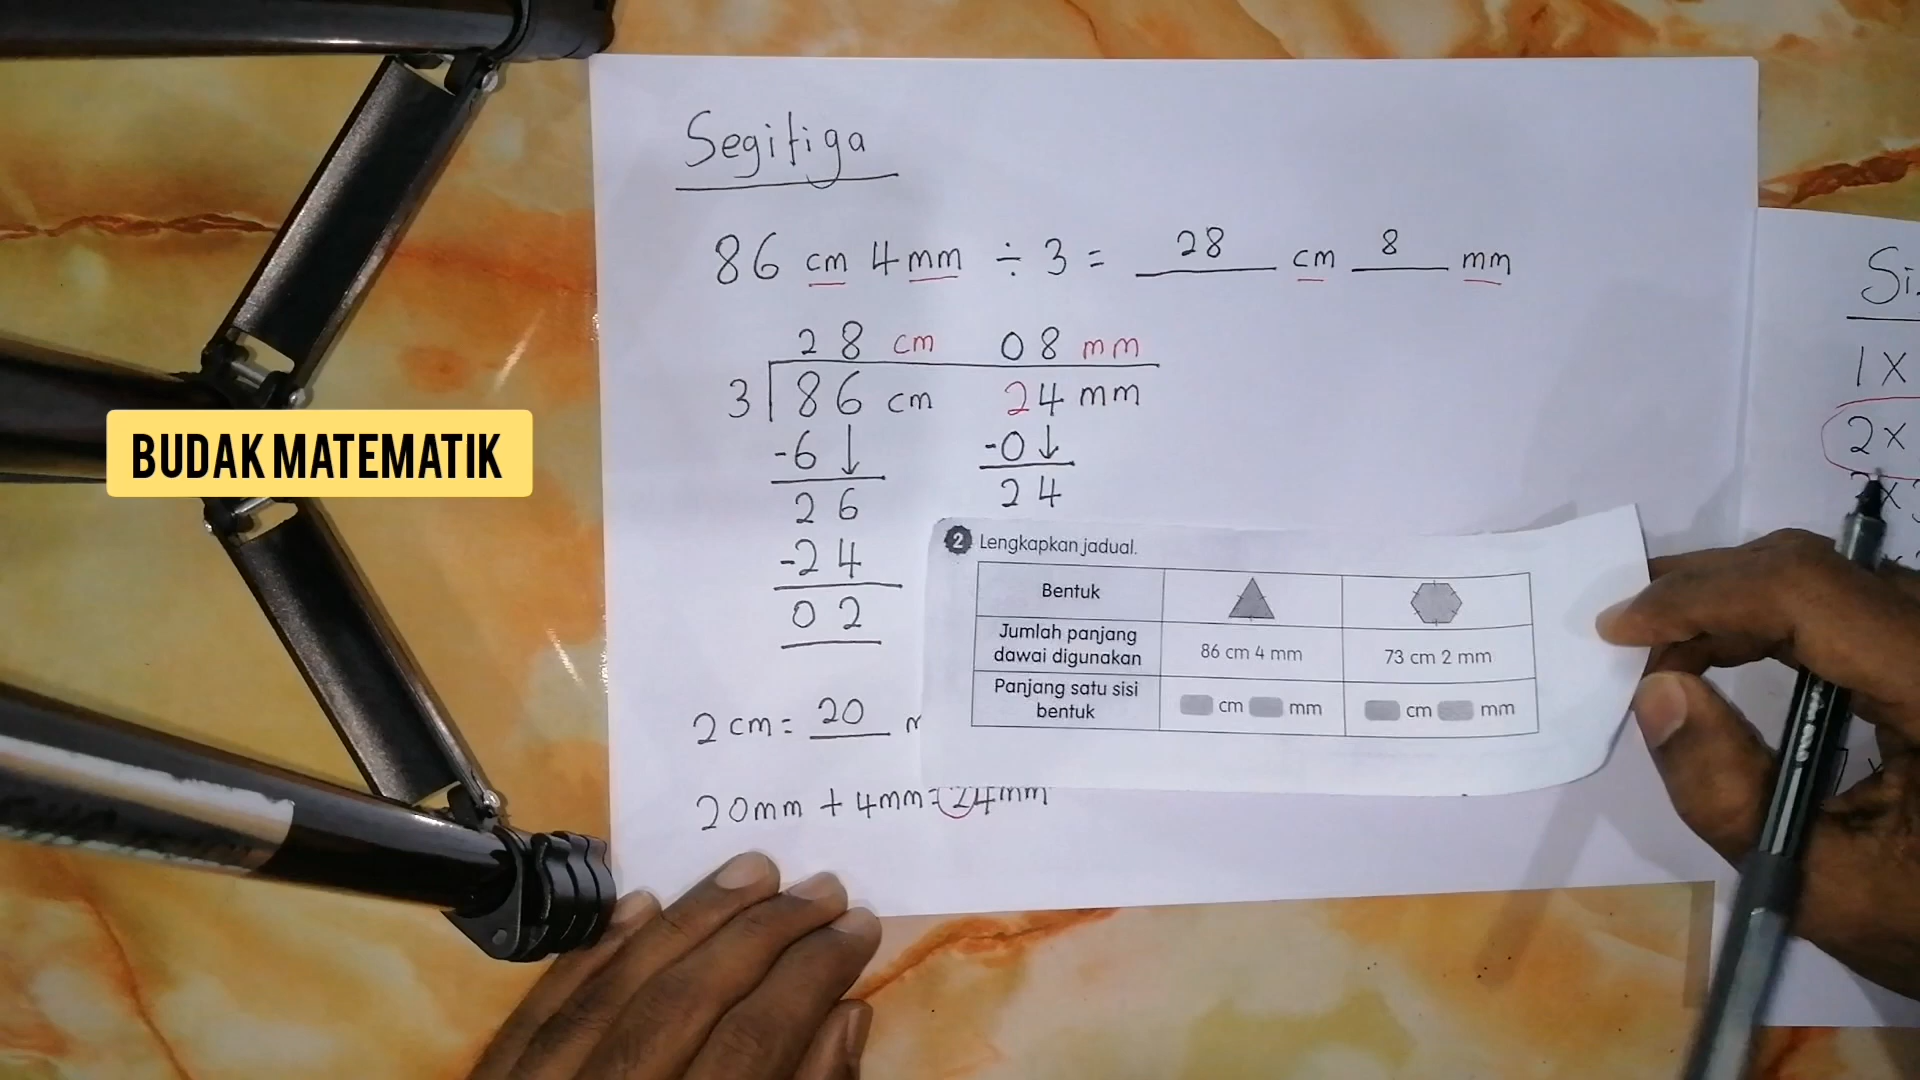 Segitiga
86 cm 4 mm ÷ 3 = 28 cm 8 mm
28 cm 08 mm
3 86 cm 24 mm
-6 ↓ -0 ↓
26 24
-24
02
2 cm = 20
20mm + 4mm = 24mm
BUDAK MATEMATIK
2 Lengkapkan jadual.
Bentuk
Jumlah panjang dawai digunakan 86 cm 4 mm 73 cm 2 mm
Panjang satu sisi bentuk cm mm cm mm
1 x
2 x